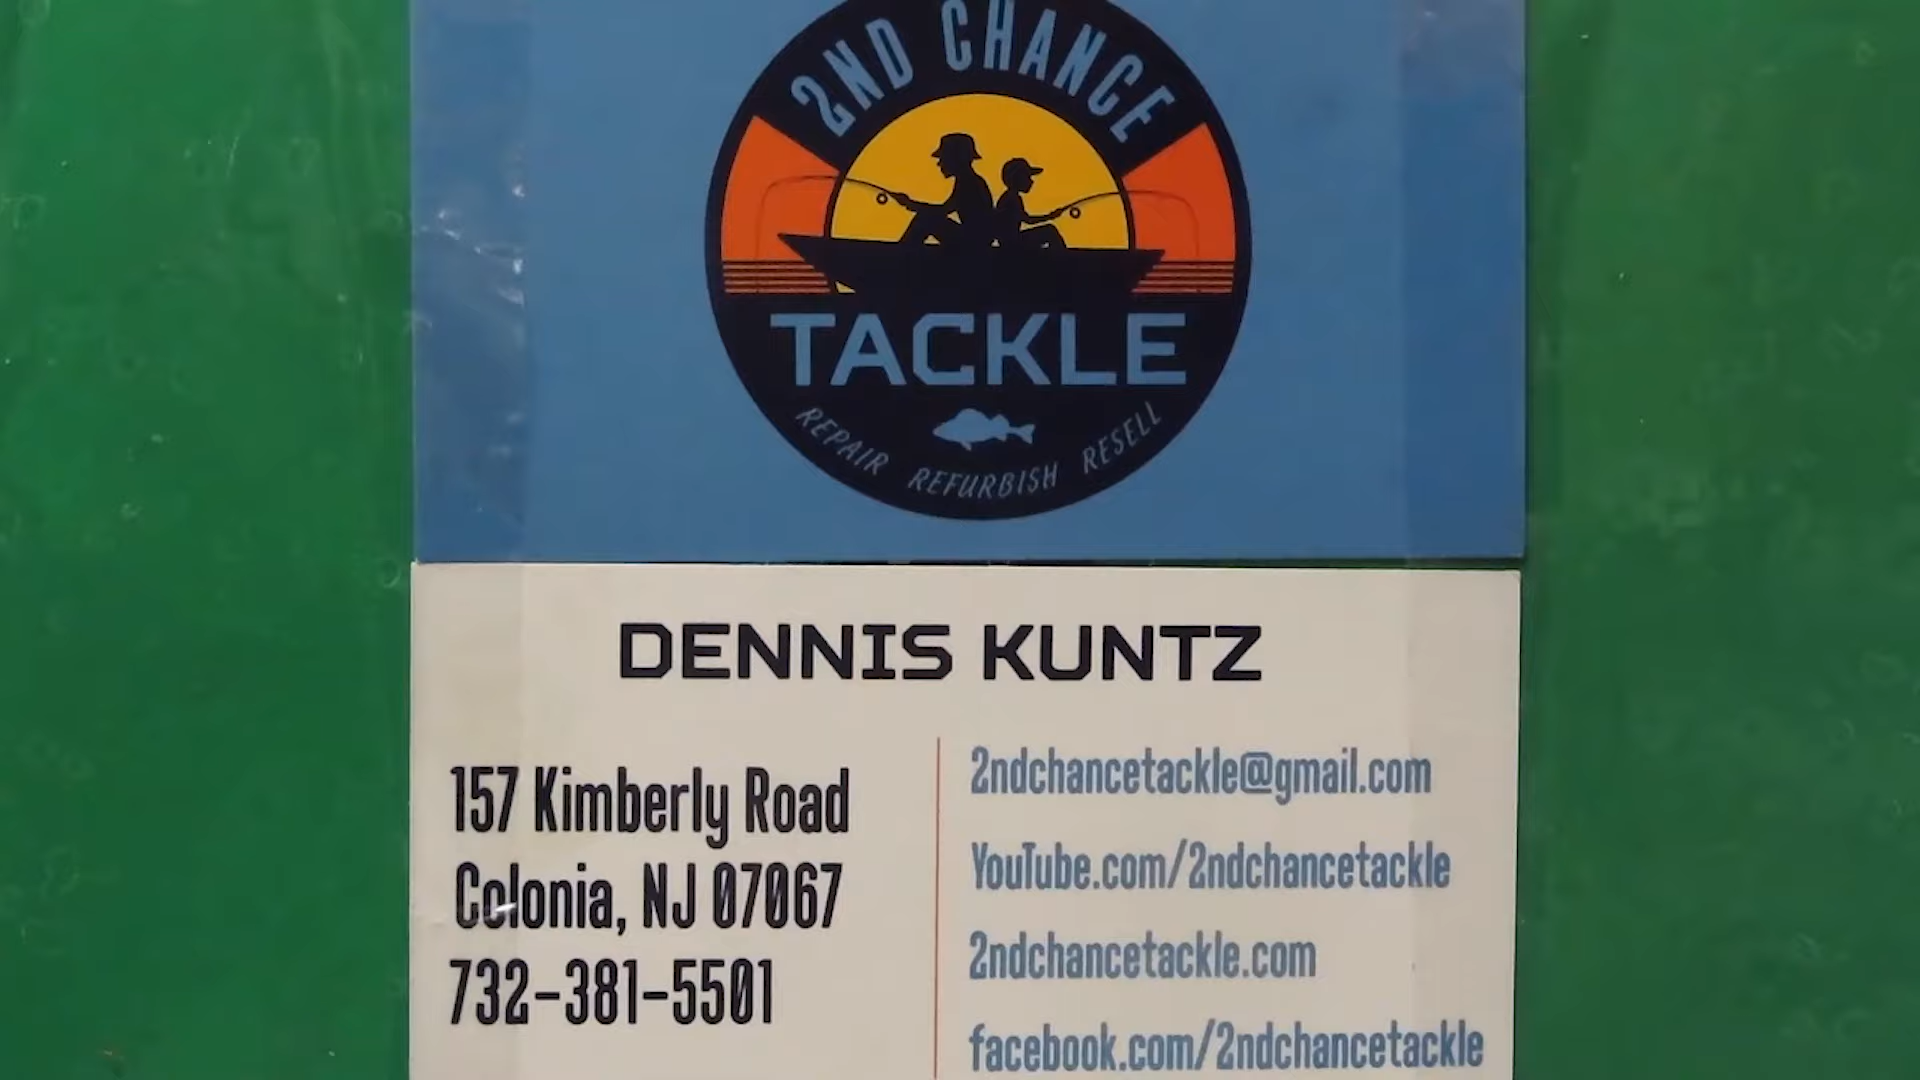 2ND CHANCE
TACKLE
REPAIR REFURBISH RESELL
DENNIS KUNTZ
157 Kimberly Road
Colonia, NJ 07067
732-381-5501
2ndchancetackle@gmail.com
YouTube.com/2ndchancetackle
2ndchancetackle.com
facebook.com/2ndchancetackle